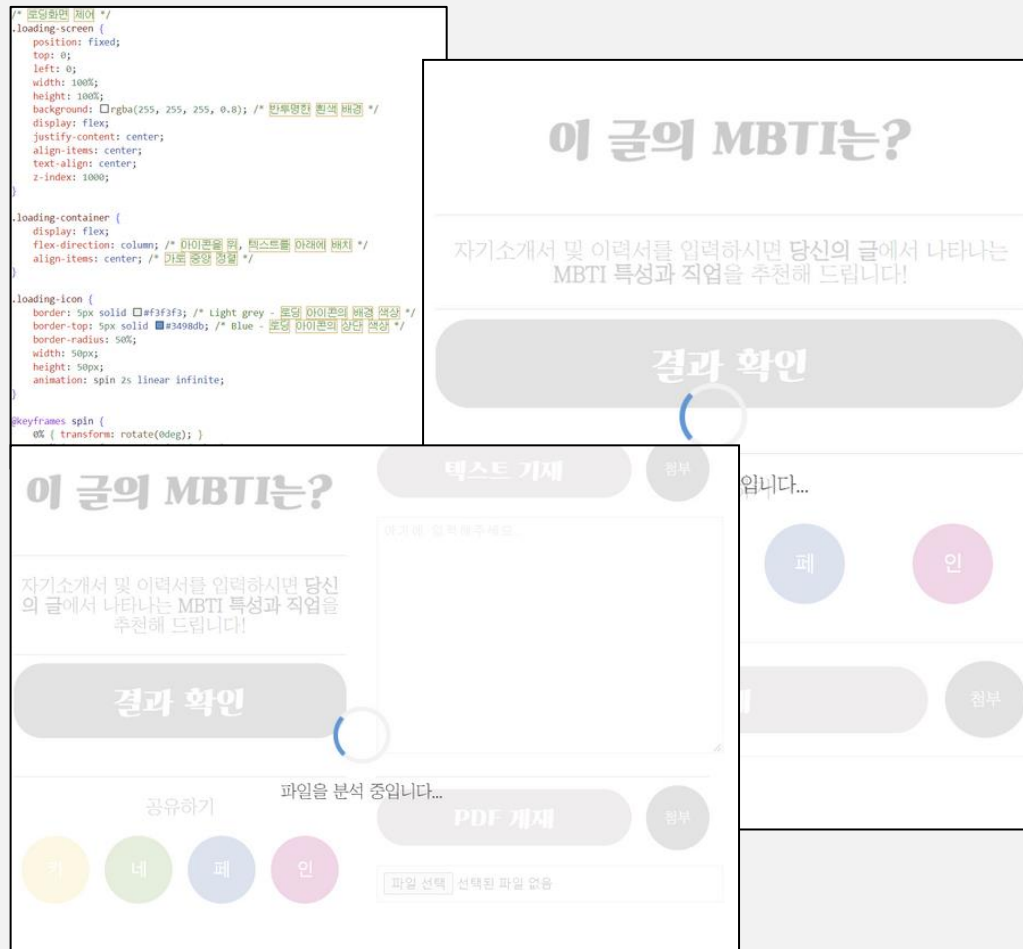 /* 로딩화면 제어 */
.loading-screen {
position: fixed;
top: 0;
left: 0;
width: 100%;
height: 100%;
background: rgba(255, 255, 255, 0.8); /* 반투명한 흰색 배경 */
display: flex;
justify-content: center;
align-items: center;
text-align: center;
z-index: 1000;
}
.loading-container {
display: flex;
flex-direction: column; /* 아이콘을 위, 텍스트를 아래에 배치 */
align-items: center; /* 가로 중앙 정렬 */
}
.loading-icon {
border: 5px solid #f3f3f3; /* Light grey - 로딩 아이콘의 배경 색상 */
border-top: 5px solid #3498db; /* Blue - 로딩 아이콘의 상단 색상 */
border-radius: 50%;
width: 50px;
height: 50px;
animation: spin 2s linear infinite;
}
@keyframes spin {
0% { transform: rotate(0deg); }
이 글의 MBTI는?
자기소개서 및 이력서를 입력하시면 당신의 글에서 나타나는
MBTI 특성과 직업을 추천해 드립니다!
결과 확인
입니다...
페
인
첨부
이 글의 MBTI는?
자기소개서 및 이력서를 입력하시면 당신
의 글에서 나타나는 MBTI 특성과 직업을
추천해 드립니다!
결과 확인
공유하기
카
네
페
인
텍스트 기재
첨부
여기에 입력해주세요.
파일을 분석 중입니다...
PDF 게재
첨부
파일 선택 선택된 파일 없음